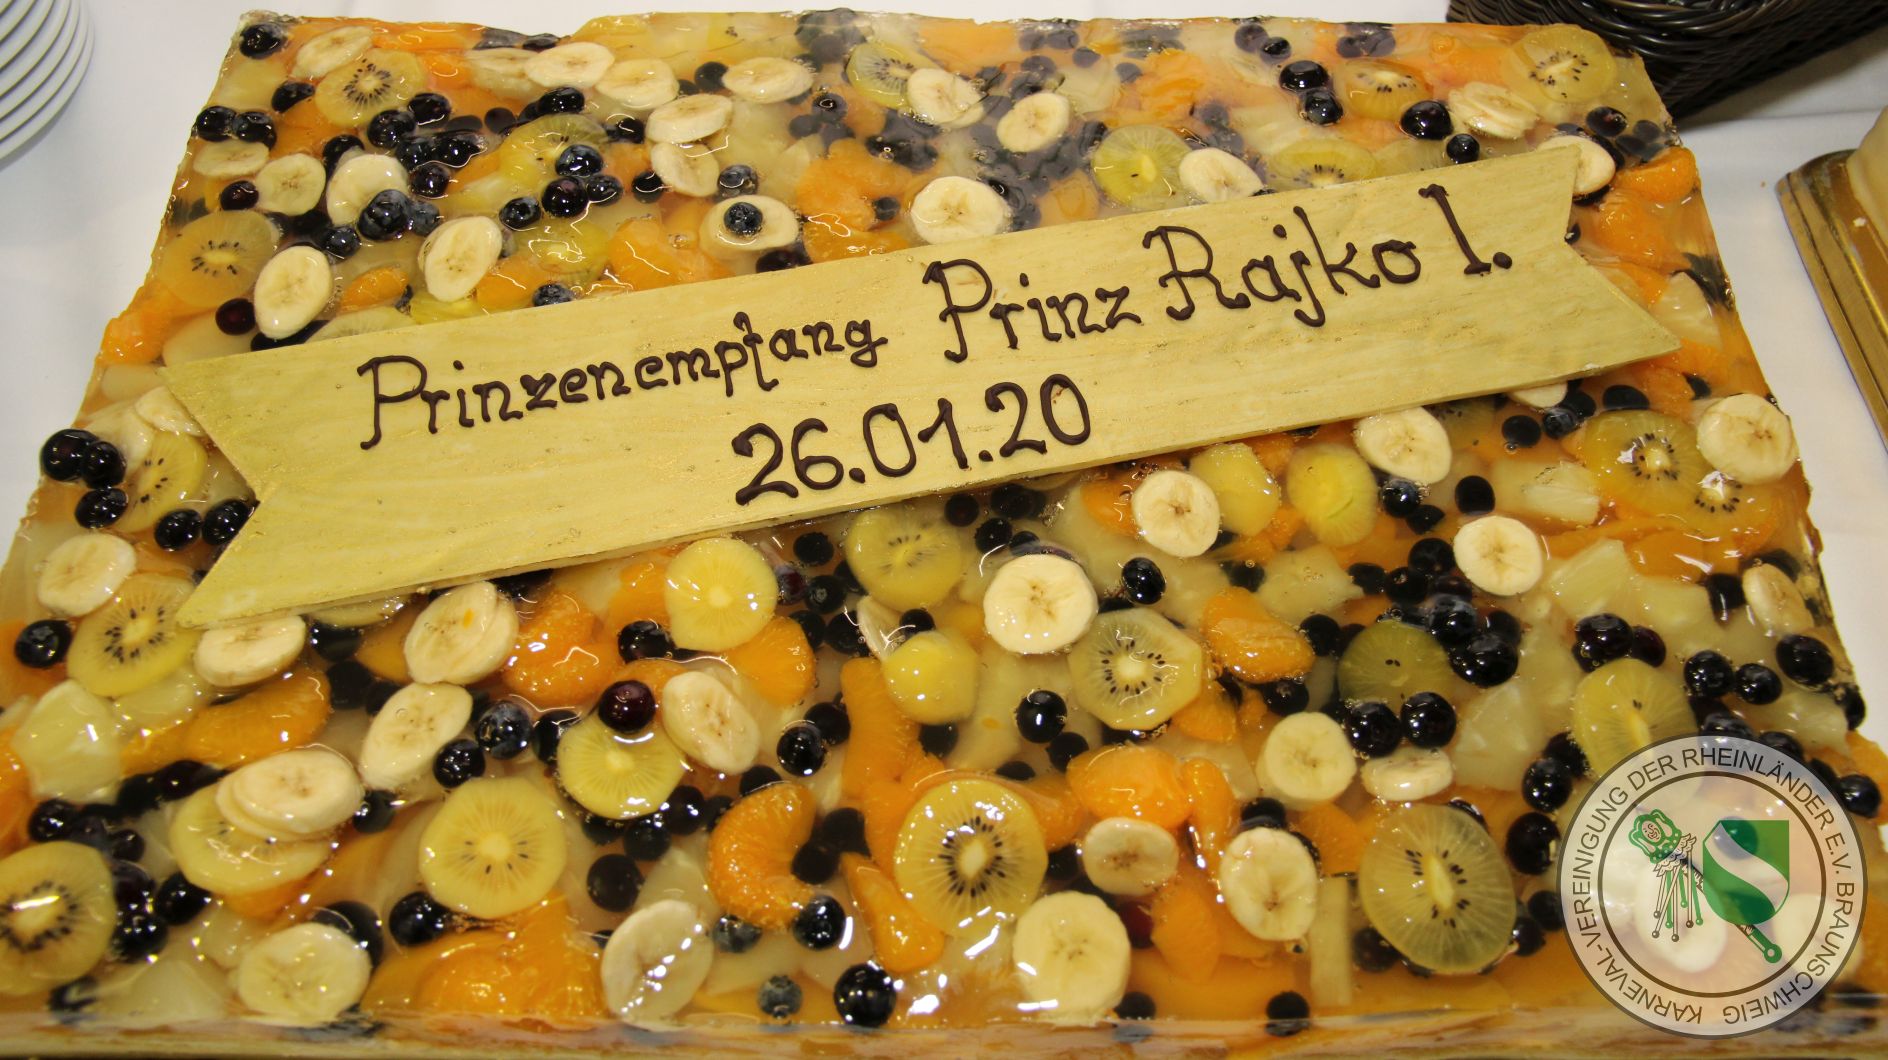 Prinzenempfang Prinz Rajko I.
26.01.20
KARNEVAL-VEREINIGUNG DER RHEINLÄNDER E.V. BRAUNSCHWEIG